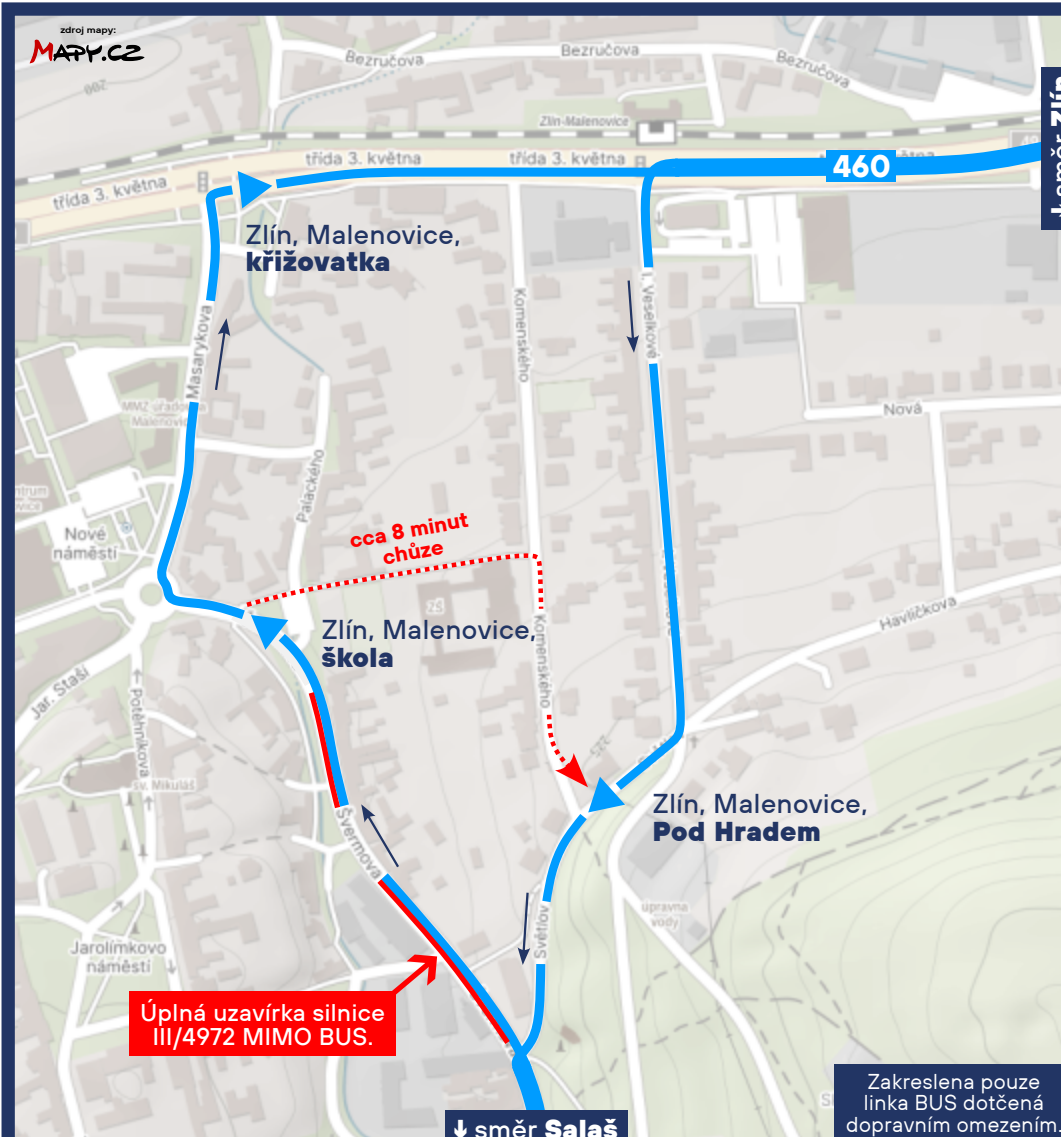 zdroj mapy:
MAPY.CZ
Bezručova
Bezručova
Bezručova
200
Zlín-Malenovice
třída 3. května
třída 3. května
třída 3. května
460
↓ směr Zlín
Zlín, Malenovice,
křižovatka
Masarykova
Komenského
I. Veselkové
MMZ úřadovna
Malenovice
Nová
Palackého
Nové
náměstí
cca 8 minut
chůze
ZŠ
Havlíčkova
Zlín, Malenovice,
škola
Komenského
Jar. Staši
Potěhníkova
sv. Mikuláš
225
Zlín, Malenovice,
Pod Hradem
Švermova
úpravna
vody
Světlov
Jarolímkovo
náměstí
Úplná uzavírka silnice
III/4972 MIMO BUS.
Zakreslena pouze
linka BUS dotčená
dopravním omezením
↓ směr Salaš